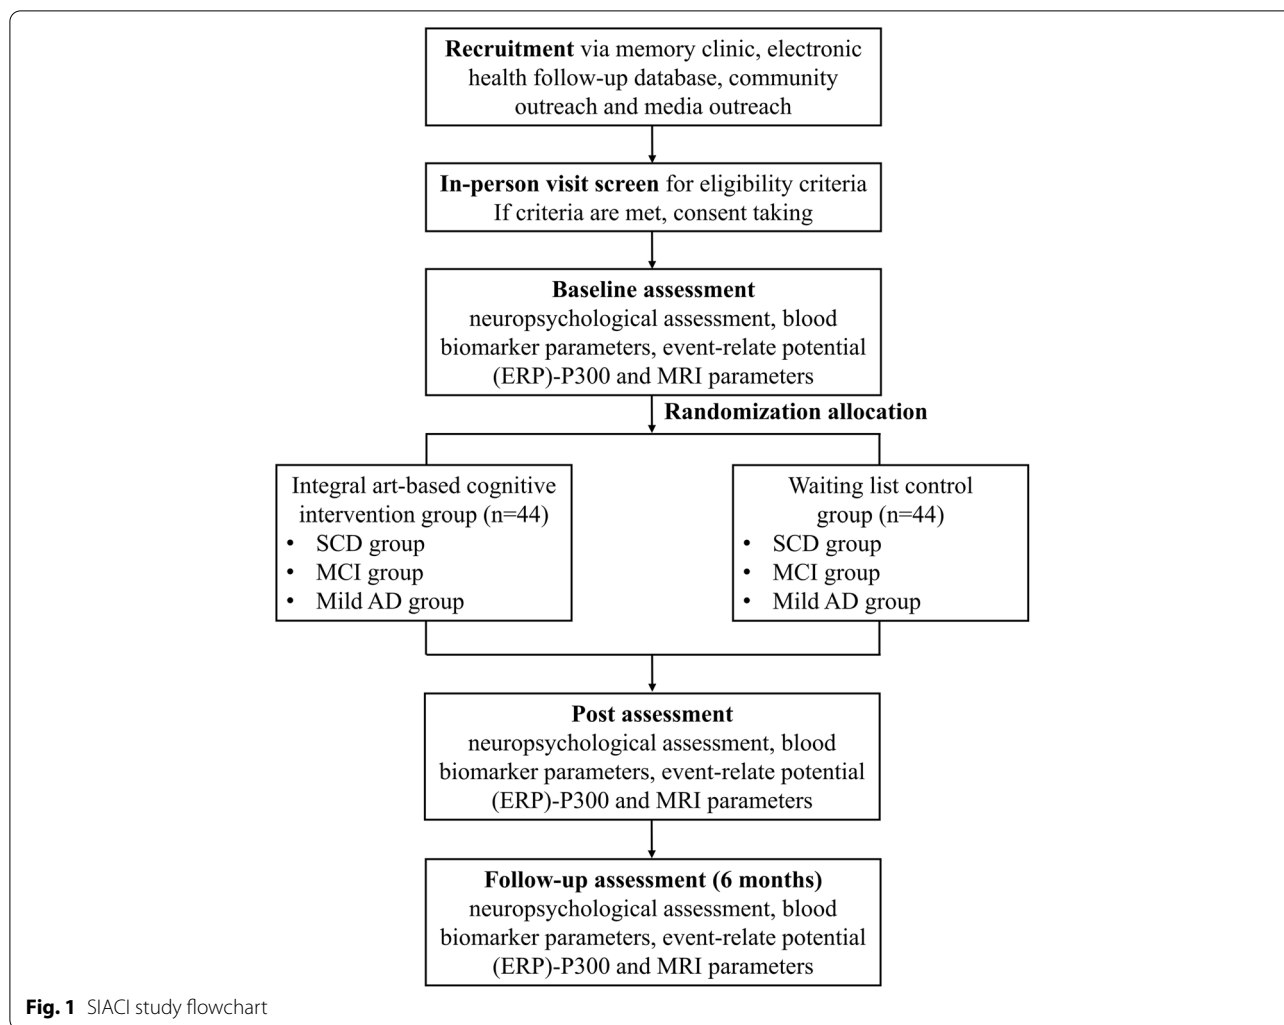 Recruitment via memory clinic, electronic
health follow-up database, community
outreach and media outreach
In-person visit screen for eligibility criteria
If criteria are met, consent taking
Baseline assessment
neuropsychological assessment, blood
biomarker parameters, event-relate potential
(ERP)-P300 and MRI parameters
Randomization allocation
Integral art-based cognitive
intervention group (n=44)
• SCD group
• MCI group
• Mild AD group
Waiting list control
group (n=44)
• SCD group
• MCI group
• Mild AD group
Post assessment
neuropsychological assessment, blood
biomarker parameters, event-relate potential
(ERP)-P300 and MRI parameters
Follow-up assessment (6 months)
neuropsychological assessment, blood
biomarker parameters, event-relate potential
(ERP)-P300 and MRI parameters
Fig. 1 SIACI study flowchart